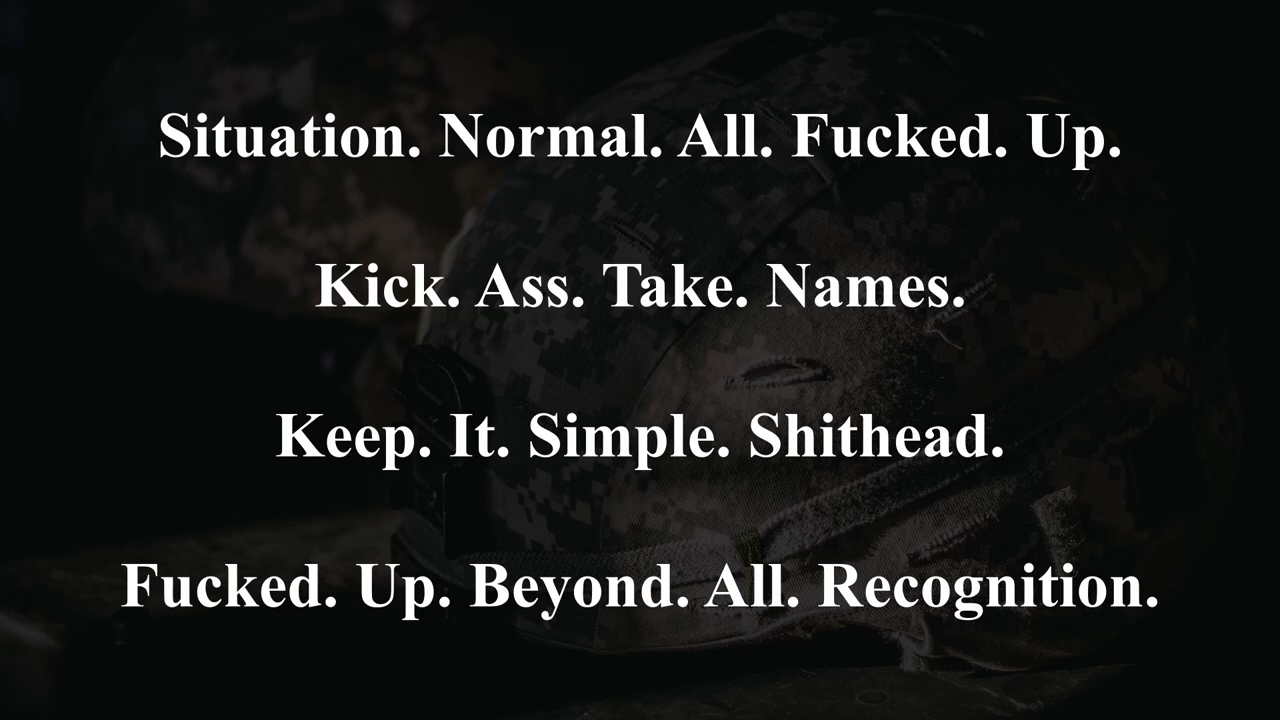 Situation. Normal. All. Fucked. Up.
Kick. Ass. Take. Names.
Keep. It. Simple. Shithead.
Fucked. Up. Beyond. All. Recognition.